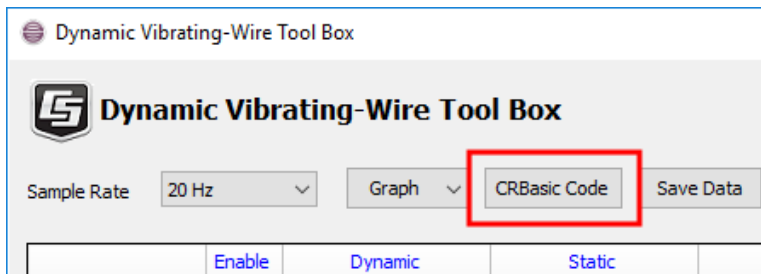 Dynamic Vibrating-Wire Tool Box
Dynamic Vibrating-Wire Tool Box
Sample Rate 20 Hz Graph CRBasic Code Save Data
Enable Dynamic Static